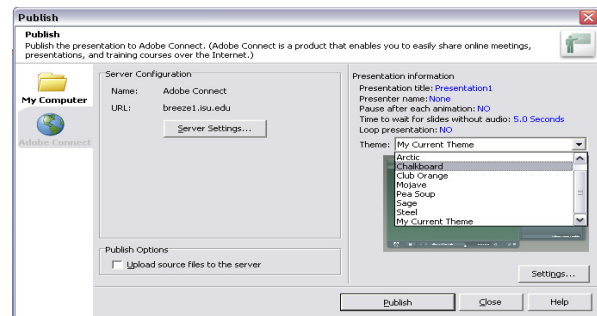 Publish
Publish
Publish the presentation to Adobe Connect. (Adobe Connect is a product that enables you to easily share online meetings,
presentations, and training courses over the Internet.)
My Computer
Adobe Connect
Server Configuration
Name: Adobe Connect
URL: breeze1.isu.edu
Server Settings...
Publish Options
Upload source files to the server
Presentation information
Presentation title: Presentation1
Presenter name: None
Pause after each animation: NO
Time to wait for slides without audio: 5.0 Seconds
Loop presentation: NO
Theme: My Current Theme
Arctic
Chalkboard
Club Orange
Mojave
Pea Soup
Sage
Steel
My Current Theme
Settings...
Publish Close Help